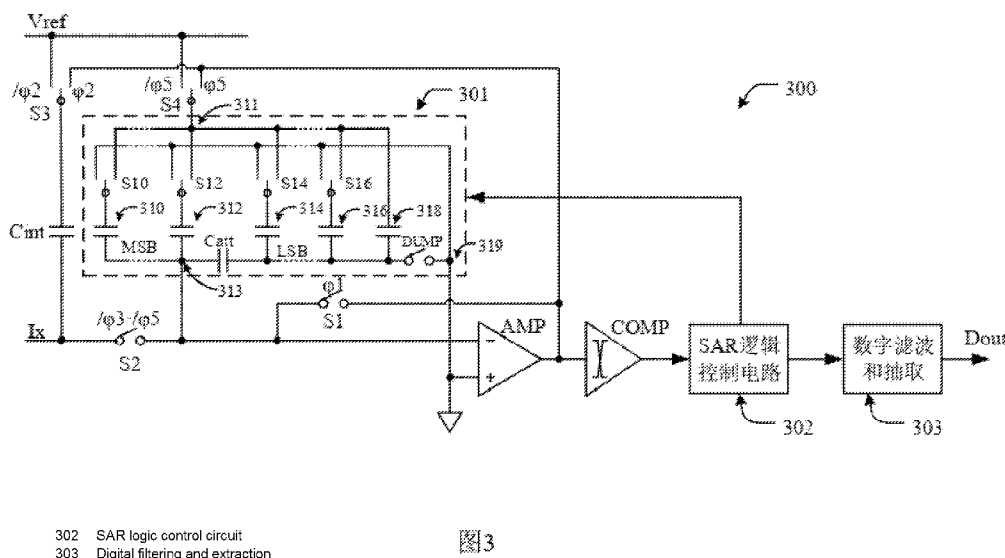 Vref
/φ2
φ2
S3
/φ5
φ5
S4
311
301
300
S10
S12
S14
S16
310
312
314
316
318
Cint
MSB
Catt
LSB
DUMP
319
313
φ1
S1
Ix
/φ3·/φ5
S2
AMP
COMP
SAR逻辑
控制电路
数字滤波
和抽取
Dout
302
303
302 SAR logic control circuit
303 Digital filtering and extraction
图3